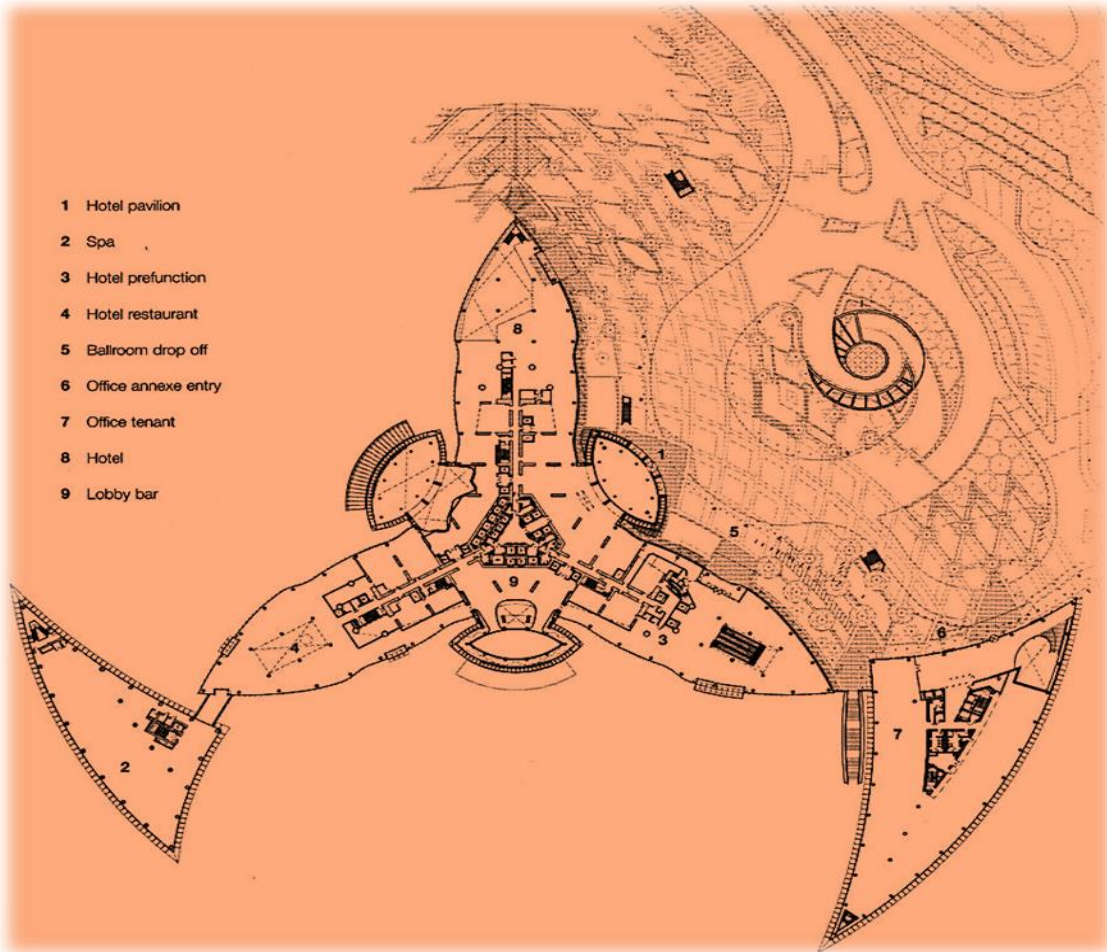 1 Hotel pavilion
2 Spa
3 Hotel prefunction
4 Hotel restaurant
5 Ballroom drop off
6 Office annexe entry
7 Office tenant
8 Hotel
9 Lobby bar
8
1
5
9
6
3
4
7
2